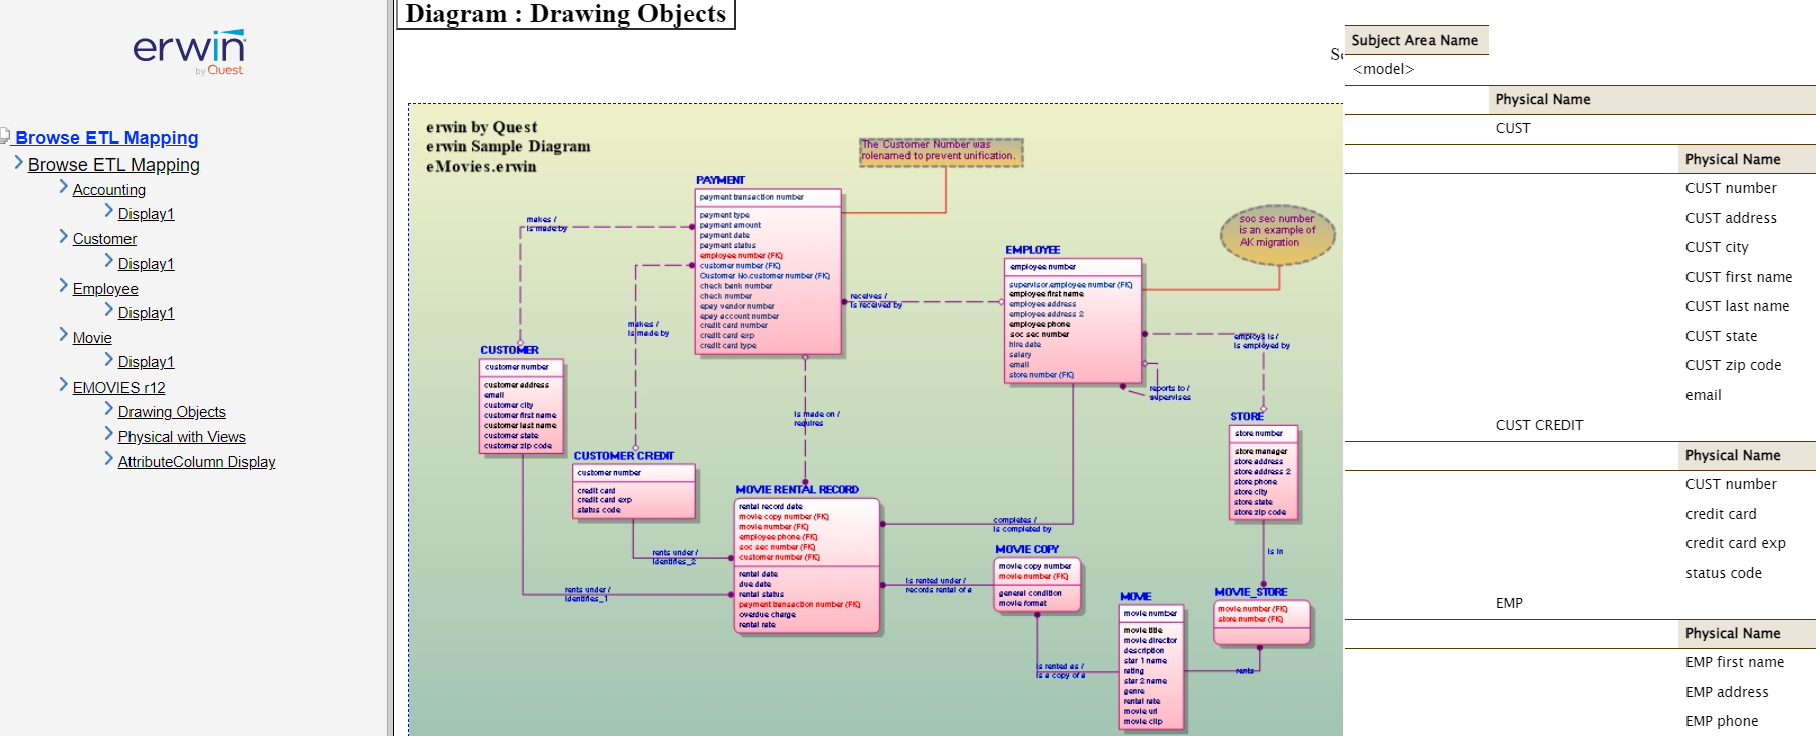 erwin
by Quest
Browse ETL Mapping
Browse ETL Mapping
Accounting
Display1
Customer
Display1
Employee
Display1
Movie
Display1
EMOVIES r12
Drawing Objects
Physical with Views
AttributeColumn Display
Diagram : Drawing Objects
erwin by Quest
erwin Sample Diagram
eMovies.erwin
The Customer Number was
rolenamed to prevent unification.
soc sec number
is an example of
AK migration
PAYMENT
payment transaction number
payment type
payment amount
payment date
payment status
employee number (FK)
customer number (FK)
Customer No.customer number (FK)
check bank number
check number
epay vendor number
epay account number
credit card number
credit card exp
credit card type
makes /
is made by
makes /
is made by
receives /
is received by
EMPLOYEE
employee number
supervisor.employee number (FK)
employee first name
employee address
employee address 2
employee phone
soc sec number
hire date
salary
email
store number (FK)
employs is /
is employed by
reports to /
supervises
CUSTOMER
customer number
customer address
email
customer city
customer first name
customer last name
customer state
customer zip code
is made on /
requires
STORE
store number
store manager
store address
store address 2
store phone
store city
store state
store zip code
CUSTOMER CREDIT
customer number
credit card
credit card exp
status code
MOVIE RENTAL RECORD
rental record date
movie copy number (FK)
movie number (FK)
employee phone (FK)
soc sec number (FK)
customer number (FK)
rental date
due date
rental status
payment transaction number (FK)
overdue charge
rental rate
completes /
is completed by
rents under /
identifies_2
rents under /
identifies_1
is rented under /
records rental of a
MOVIE COPY
movie copy number
movie number (FK)
general condition
movie format
is in
MOVIE
movie number
movie title
movie director
description
star 1 name
rating
star 2 name
genre
rental rate
movie url
movie clip
MOVIE_STORE
movie number (FK)
store number (FK)
is rented as /
is a copy of a
rents
Subject Area Name
<model>
Physical Name
CUST
Physical Name
CUST number
CUST address
CUST city
CUST first name
CUST last name
CUST state
CUST zip code
email
CUST CREDIT
Physical Name
CUST number
credit card
credit card exp
status code
EMP
Physical Name
EMP first name
EMP address
EMP phone